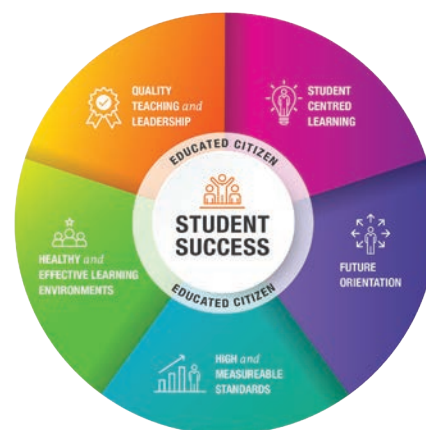 QUALITY
TEACHING and
LEADERSHIP
STUDENT
CENTRED
LEARNING
EDUCATED CITIZEN
STUDENT
SUCCESS
EDUCATED CITIZEN
HEALTHY and
EFFECTIVE LEARNING
ENVIRONMENTS
FUTURE
ORIENTATION
HIGH and
MEASUREABLE
STANDARDS